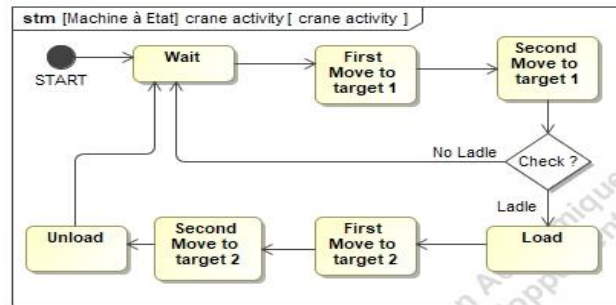 stm [Machine à Etat] crane activity [ crane activity ]
START
Wait
First
Move to
target 1
Second
Move to
target 1
No Ladle
Check ?
Ladle
Unload
Second
Move to
target 2
First
Move to
target 2
Load